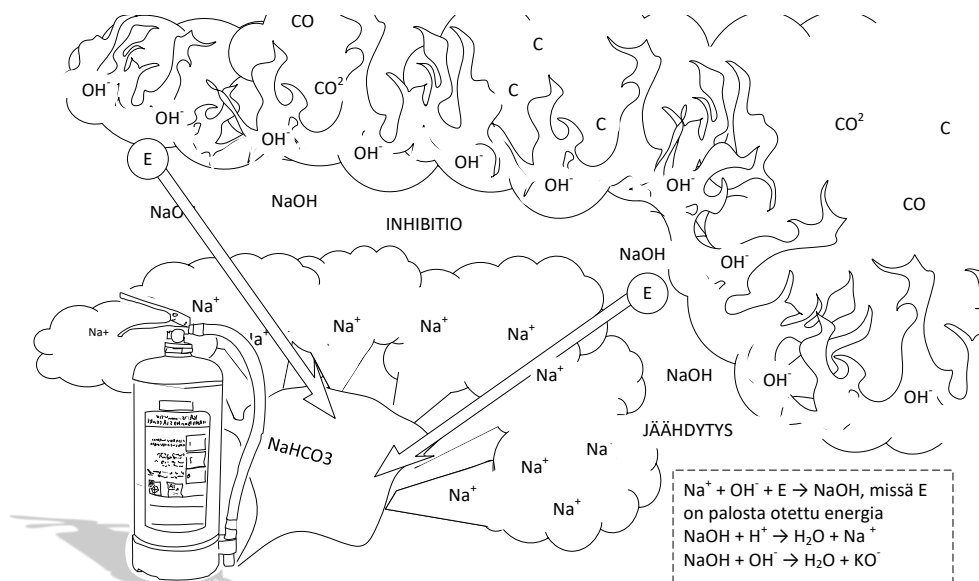 CO
C
OH⁻
C
CO²
OH⁻
CO²
C
OH⁻
C
OH⁻
OH⁻
E
OH⁻
OH⁻
NaO
NaOH
CO
INHIBITIO
NaOH
OH⁻
E
Na⁺
Na+
Na⁺
Na⁺
Na⁺
Na⁺
NaOH
OH⁻
OH⁻
JÄÄHDYTYS
NaHCO3
Na
Na⁺
Na⁺
Na⁺
Na⁺ + OH⁻ + E → NaOH, missä E
on palosta otettu energia
NaOH + H⁺ → H₂O + Na ⁺
NaOH + OH⁻ → H₂O + KO⁻